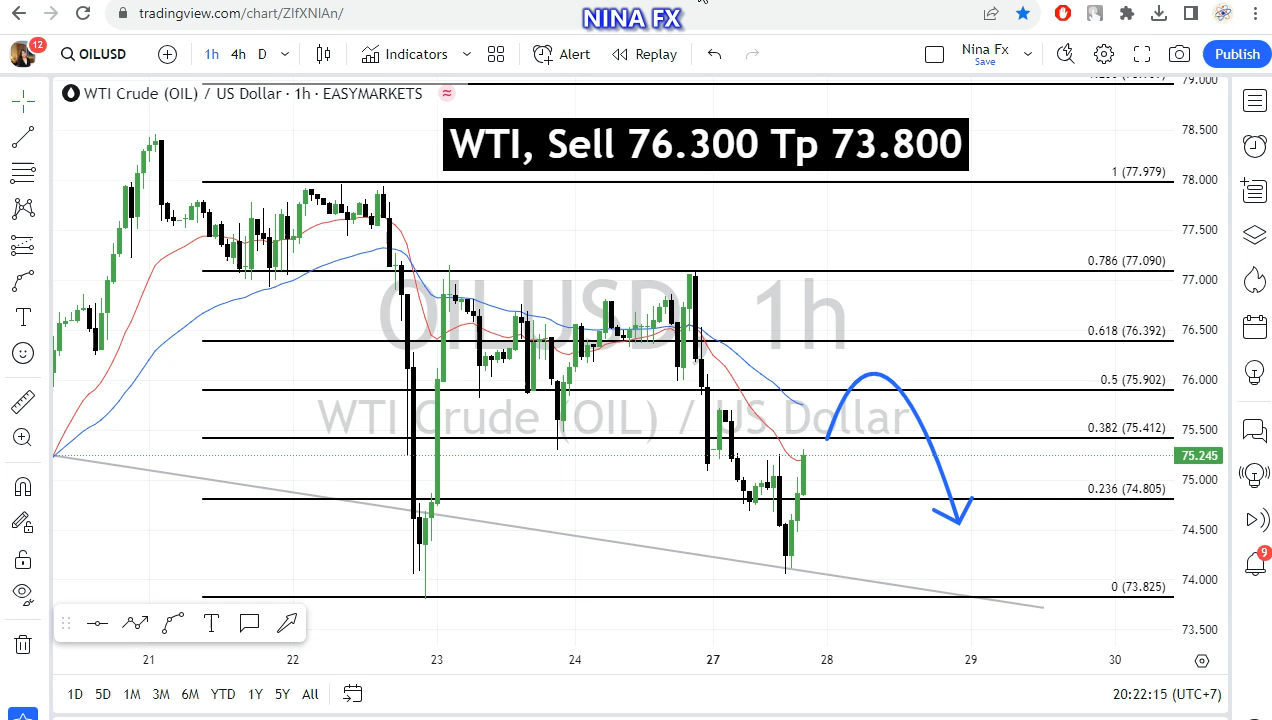 tradingview.com/chart/ZIfXNIAn/
NINA FX
12
OILUSD
1h 4h D
Indicators
Alert
Replay
Nina Fx
Save
Publish
WTI Crude (OIL) / US Dollar · 1h · EASYMARKETS
WTI, Sell 76.300 Tp 73.800
OILUSD, 1h
WTI Crude (OIL) / US Dollar
1 (77.979)
0.786 (77.090)
0.618 (76.392)
0.5 (75.902)
0.382 (75.412)
0.236 (74.805)
0 (73.825)
79.000
78.500
78.000
77.500
77.000
76.500
76.000
75.500
75.245
75.000
74.500
74.000
73.500
9
21 22 23 24 27 28 29 30
1D 5D 1M 3M 6M YTD 1Y 5Y All
20:22:15 (UTC+7)